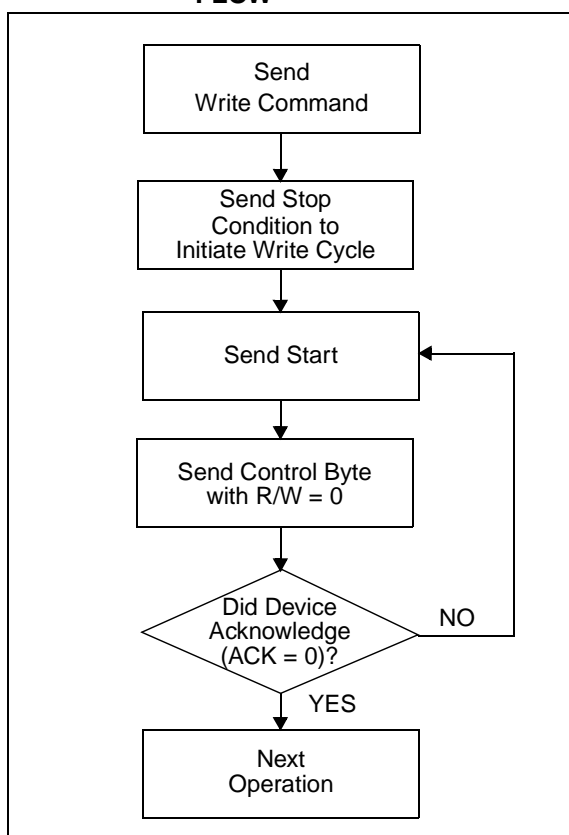 FLOW
Send
Write Command
Send Stop
Condition to
Initiate Write Cycle
Send Start
Send Control Byte
with R/W = 0
Did Device
Acknowledge
(ACK = 0)?
NO
YES
Next
Operation